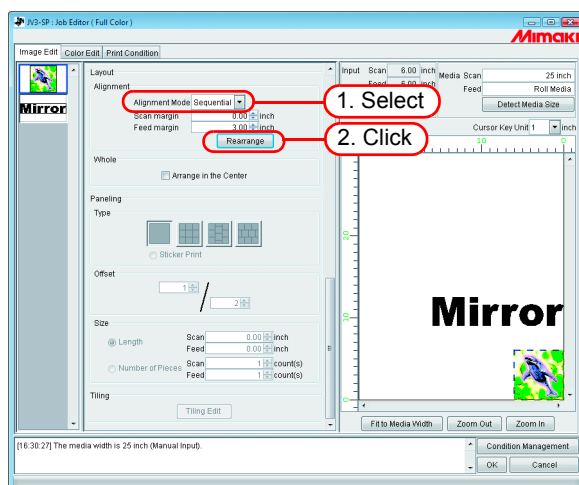 JV3-SP : Job Editor ( Full Color )
Mimaki
Image Edit Color Edit Print Condition
Mirror
Layout
Alignment
Alignment Mode Sequential
Scan margin 0.00 inch
Feed margin 3.00 inch
Rearrange
1. Select
2. Click
Whole
Arrange in the Center
Paneling
Type
Sticker Print
Offset
1
/
2
Size
Length
Scan 0.00 inch
Feed 0.00 inch
Number of Pieces
Scan 1 count(s)
Feed 1 count(s)
Tiling
Tiling Edit
Input Scan 6.00 inch
Feed 6.00 inch
Media Scan 25 inch
Feed Roll Media
Detect Media Size
Cursor Key Unit 1 inch
10 0
20
10
0
Mirror
Fit to Media Width Zoom Out Zoom In
[16:30:27] The media width is 25 inch (Manual Input).
Condition Management
OK Cancel